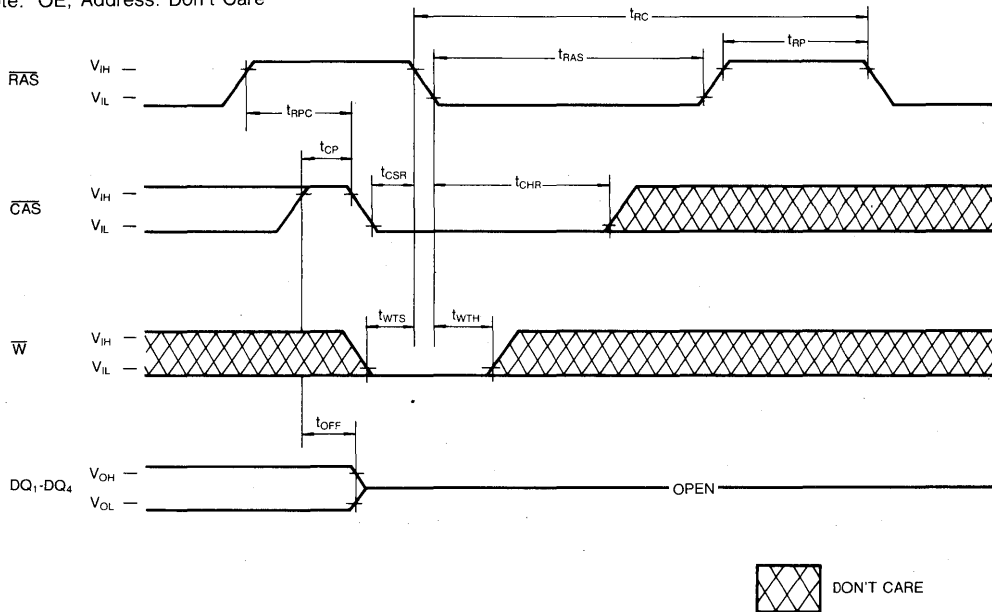 OE, Address: Don't Care
tRC
tRP
tRAS
RAS
VIH
VIL
tRPC
tCP
tCSR
tCHR
CAS
VIH
VIL
tWTS
tWTH
W
VIH
VIL
tOFF
DQ1-DQ4
VOH
VOL
OPEN
DON'T CARE